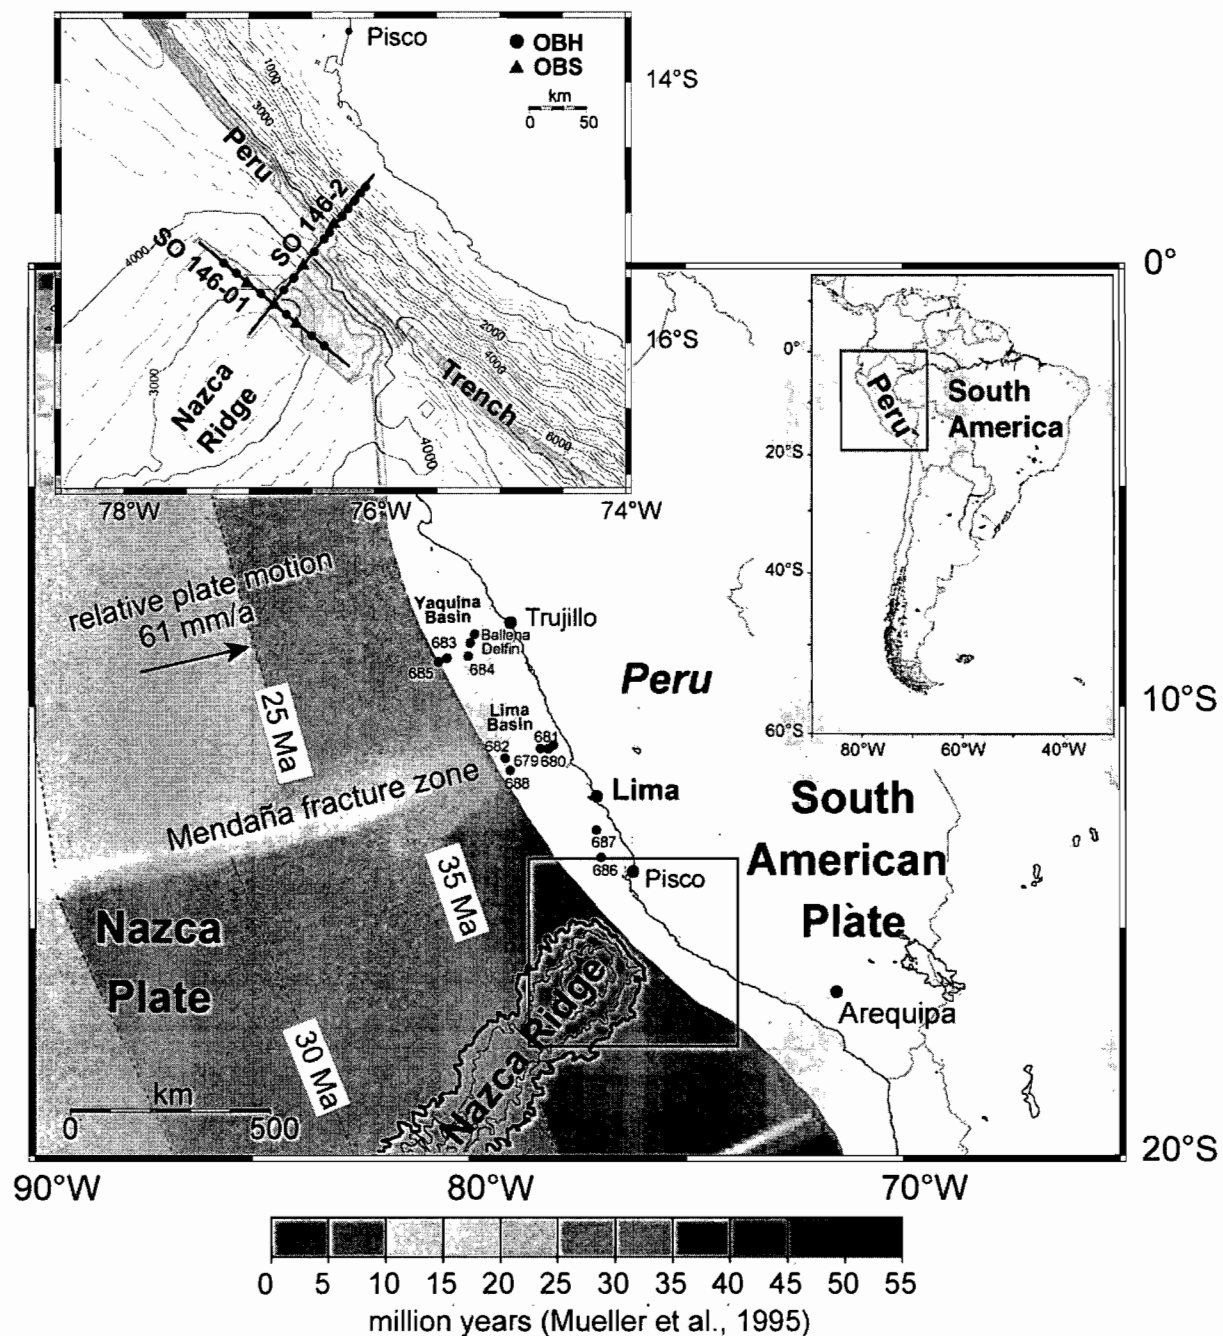 Pisco
OBH
OBS
km
0 50
14°S
1000
3000
Peru
SO 146-2
SO 146-01
4000
3000
Nazca
Ridge
2000
4000
Trench
6000
4000
16°S
78°W 76°W 74°W
0°
0°
Peru
South
America
20°S
40°S
60°S
80°W 60°W 40°W
relative plate motion
61 mm/a
Yaquina
Basin
Trujillo
Ballena
Delfin
683
685
684
Peru
10°S
25 Ma
Lima
Basin
681
682
679
680
688
Mendaña fracture zone
Lima
South
American
Plate
687
686
Pisco
35 Ma
Nazca
Plate
Nazca Ridge
Arequipa
30 Ma
km
0 500
20°S
90°W 80°W 70°W
0 5 10 15 20 25 30 35 40 45 50 55
million years (Mueller et al., 1995)